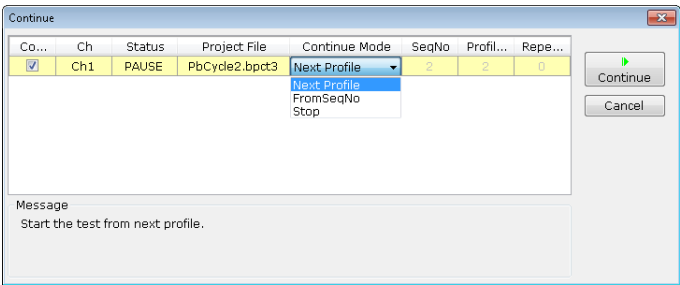 Continue
Co... Ch Status Project File Continue Mode SeqNo Profil... Repe...
Ch1 PAUSE PbCycle2.bpct3 Next Profile 2 2 0
Next Profile
FromSeqNo
Stop
Continue
Cancel
Message
Start the test from next profile.